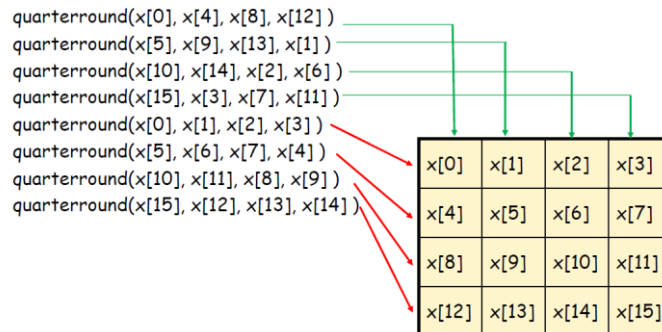 quarterround(x[0], x[4], x[8], x[12] )
quarterround(x[5], x[9], x[13], x[1] )
quarterround(x[10], x[14], x[2], x[6] )
quarterround(x[15], x[3], x[7], x[11] )
quarterround(x[0], x[1], x[2], x[3] )
quarterround(x[5], x[6], x[7], x[4] )
quarterround(x[10], x[11], x[8], x[9] )
quarterround(x[15], x[12], x[13], x[14] )
x[0] x[1] x[2] x[3]
x[4] x[5] x[6] x[7]
x[8] x[9] x[10] x[11]
x[12] x[13] x[14] x[15]